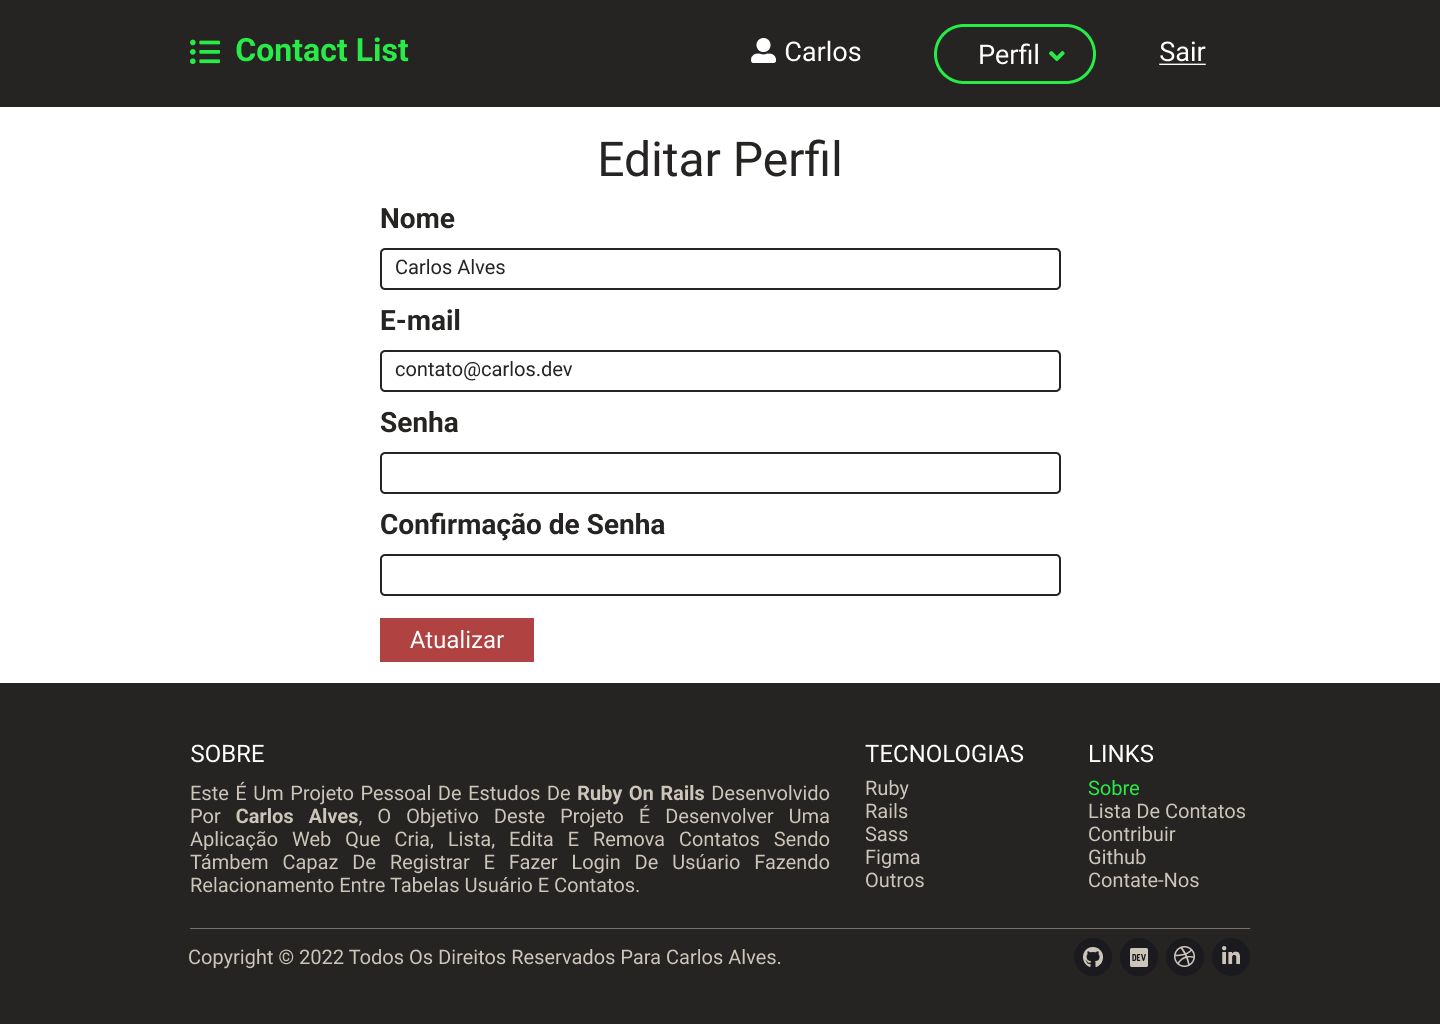 Contact List
Carlos
Perfil
Sair
Editar Perfil
Nome
Carlos Alves
E-mail
contato@carlos.dev
Senha
Confirmação de Senha
Atualizar
SOBRE
Este É Um Projeto Pessoal De Estudos De Ruby On Rails Desenvolvido
Por Carlos Alves, O Objetivo Deste Projeto É Desenvolver Uma
Aplicação Web Que Cria, Lista, Edita E Remova Contatos Sendo
Támbem Capaz De Registrar E Fazer Login De Usúario Fazendo
Relacionamento Entre Tabelas Usuário E Contatos.
TECNOLOGIAS
Ruby
Rails
Sass
Figma
Outros
LINKS
Sobre
Lista De Contatos
Contribuir
Github
Contate-Nos
Copyright © 2022 Todos Os Direitos Reservados Para Carlos Alves.
DEV
in